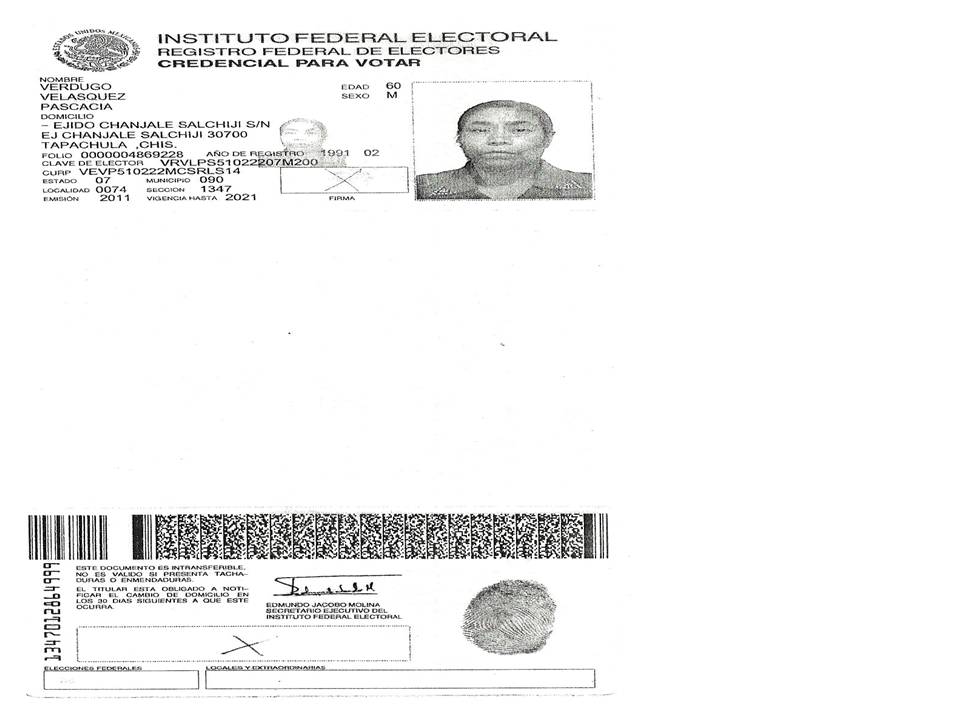 ESTADOS UNIDOS MEXICANOS
INSTITUTO FEDERAL ELECTORAL
REGISTRO FEDERAL DE ELECTORES
CREDENCIAL PARA VOTAR
NOMBRE
VERDUGO
VELASQUEZ
PASCACIA
EDAD 60
SEXO M
DOMICILIO
- EJIDO CHANJALE SALCHIJI S/N
EJ CHANJALE SALCHIJI 30700
TAPACHULA ,CHIS.
FOLIO 0000004869228 AÑO DE REGISTRO 1991 02
CLAVE DE ELECTOR VRVLPS51022207M200
CURP VEVP510222MCSRLS14
ESTADO 07 MUNICIPIO 090
LOCALIDAD 0074 SECCION 1347
EMISIÓN 2011 VIGENCIA HASTA 2021
FIRMA
ESTE DOCUMENTO ES INTRANSFERIBLE,
NO ES VALIDO SI PRESENTA TACHA-
DURAS O ENMENDADURAS.
EL TITULAR ESTA OBLIGADO A NOTI-
FICAR EL CAMBIO DE DOMICILIO EN
LOS 30 DIAS SIGUIENTES A QUE ESTE
OCURRA.
EDMUNDO JACOBO MOLINA
SECRETARIO EJECUTIVO DEL
INSTITUTO FEDERAL ELECTORAL
ELECCIONES FEDERALES
LOCALES Y EXTRAORDINARIAS